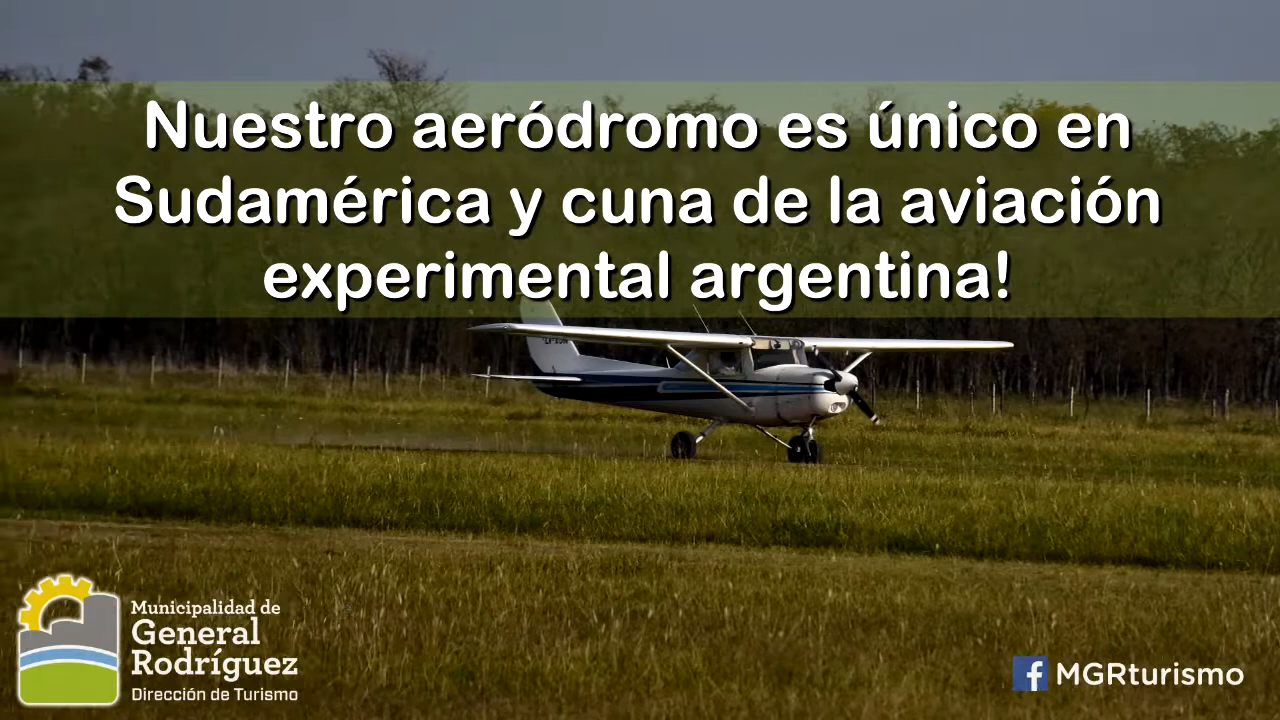 Nuestro aeródromo es único en
Sudamérica y cuna de la aviación
experimental argentina!
Municipalidad de
General
Rodríguez
Dirección de Turismo
MGRturismo